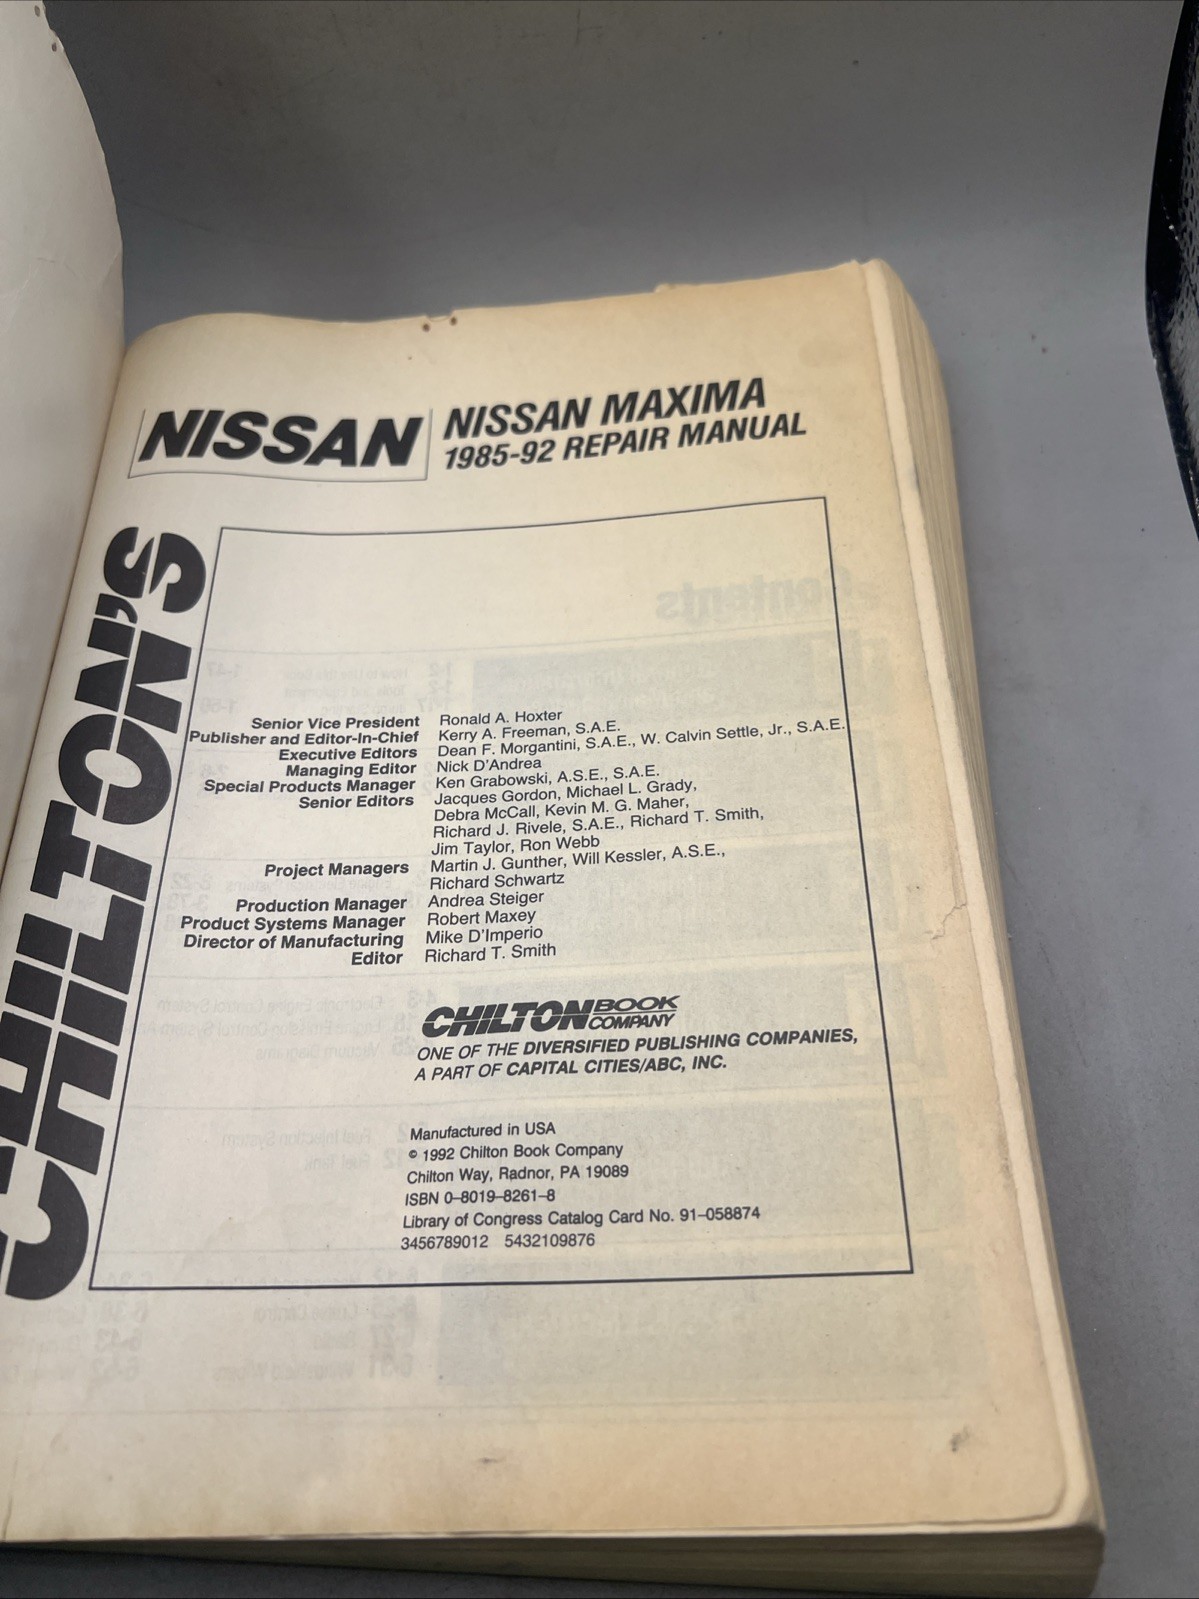 NISSAN
NISSAN MAXIMA
1985-92 REPAIR MANUAL
CHILTON'S
Senior Vice President Ronald A. Hoxter
Publisher and Editor-In-Chief Kerry A. Freeman, S.A.E.
Executive Editors Dean F. Morgantini, S.A.E., W. Calvin Settle, Jr., S.A.E.
Managing Editor Nick D'Andrea
Special Products Manager Ken Grabowski, A.S.E., S.A.E.
Senior Editors Jacques Gordon, Michael L. Grady,
Debra McCall, Kevin M. G. Maher,
Richard J. Rivele, S.A.E., Richard T. Smith,
Jim Taylor, Ron Webb
Project Managers Martin J. Gunther, Will Kessler, A.S.E.,
Richard Schwartz
Production Manager Andrea Steiger
Product Systems Manager Robert Maxey
Director of Manufacturing Mike D'Imperio
Editor Richard T. Smith
CHILTON BOOK COMPANY
ONE OF THE DIVERSIFIED PUBLISHING COMPANIES,
A PART OF CAPITAL CITIES/ABC, INC.
Manufactured in USA
© 1992 Chilton Book Company
Chilton Way, Radnor, PA 19089
ISBN 0-8019-8261-8
Library of Congress Catalog Card No. 91-058874
3456789012 5432109876